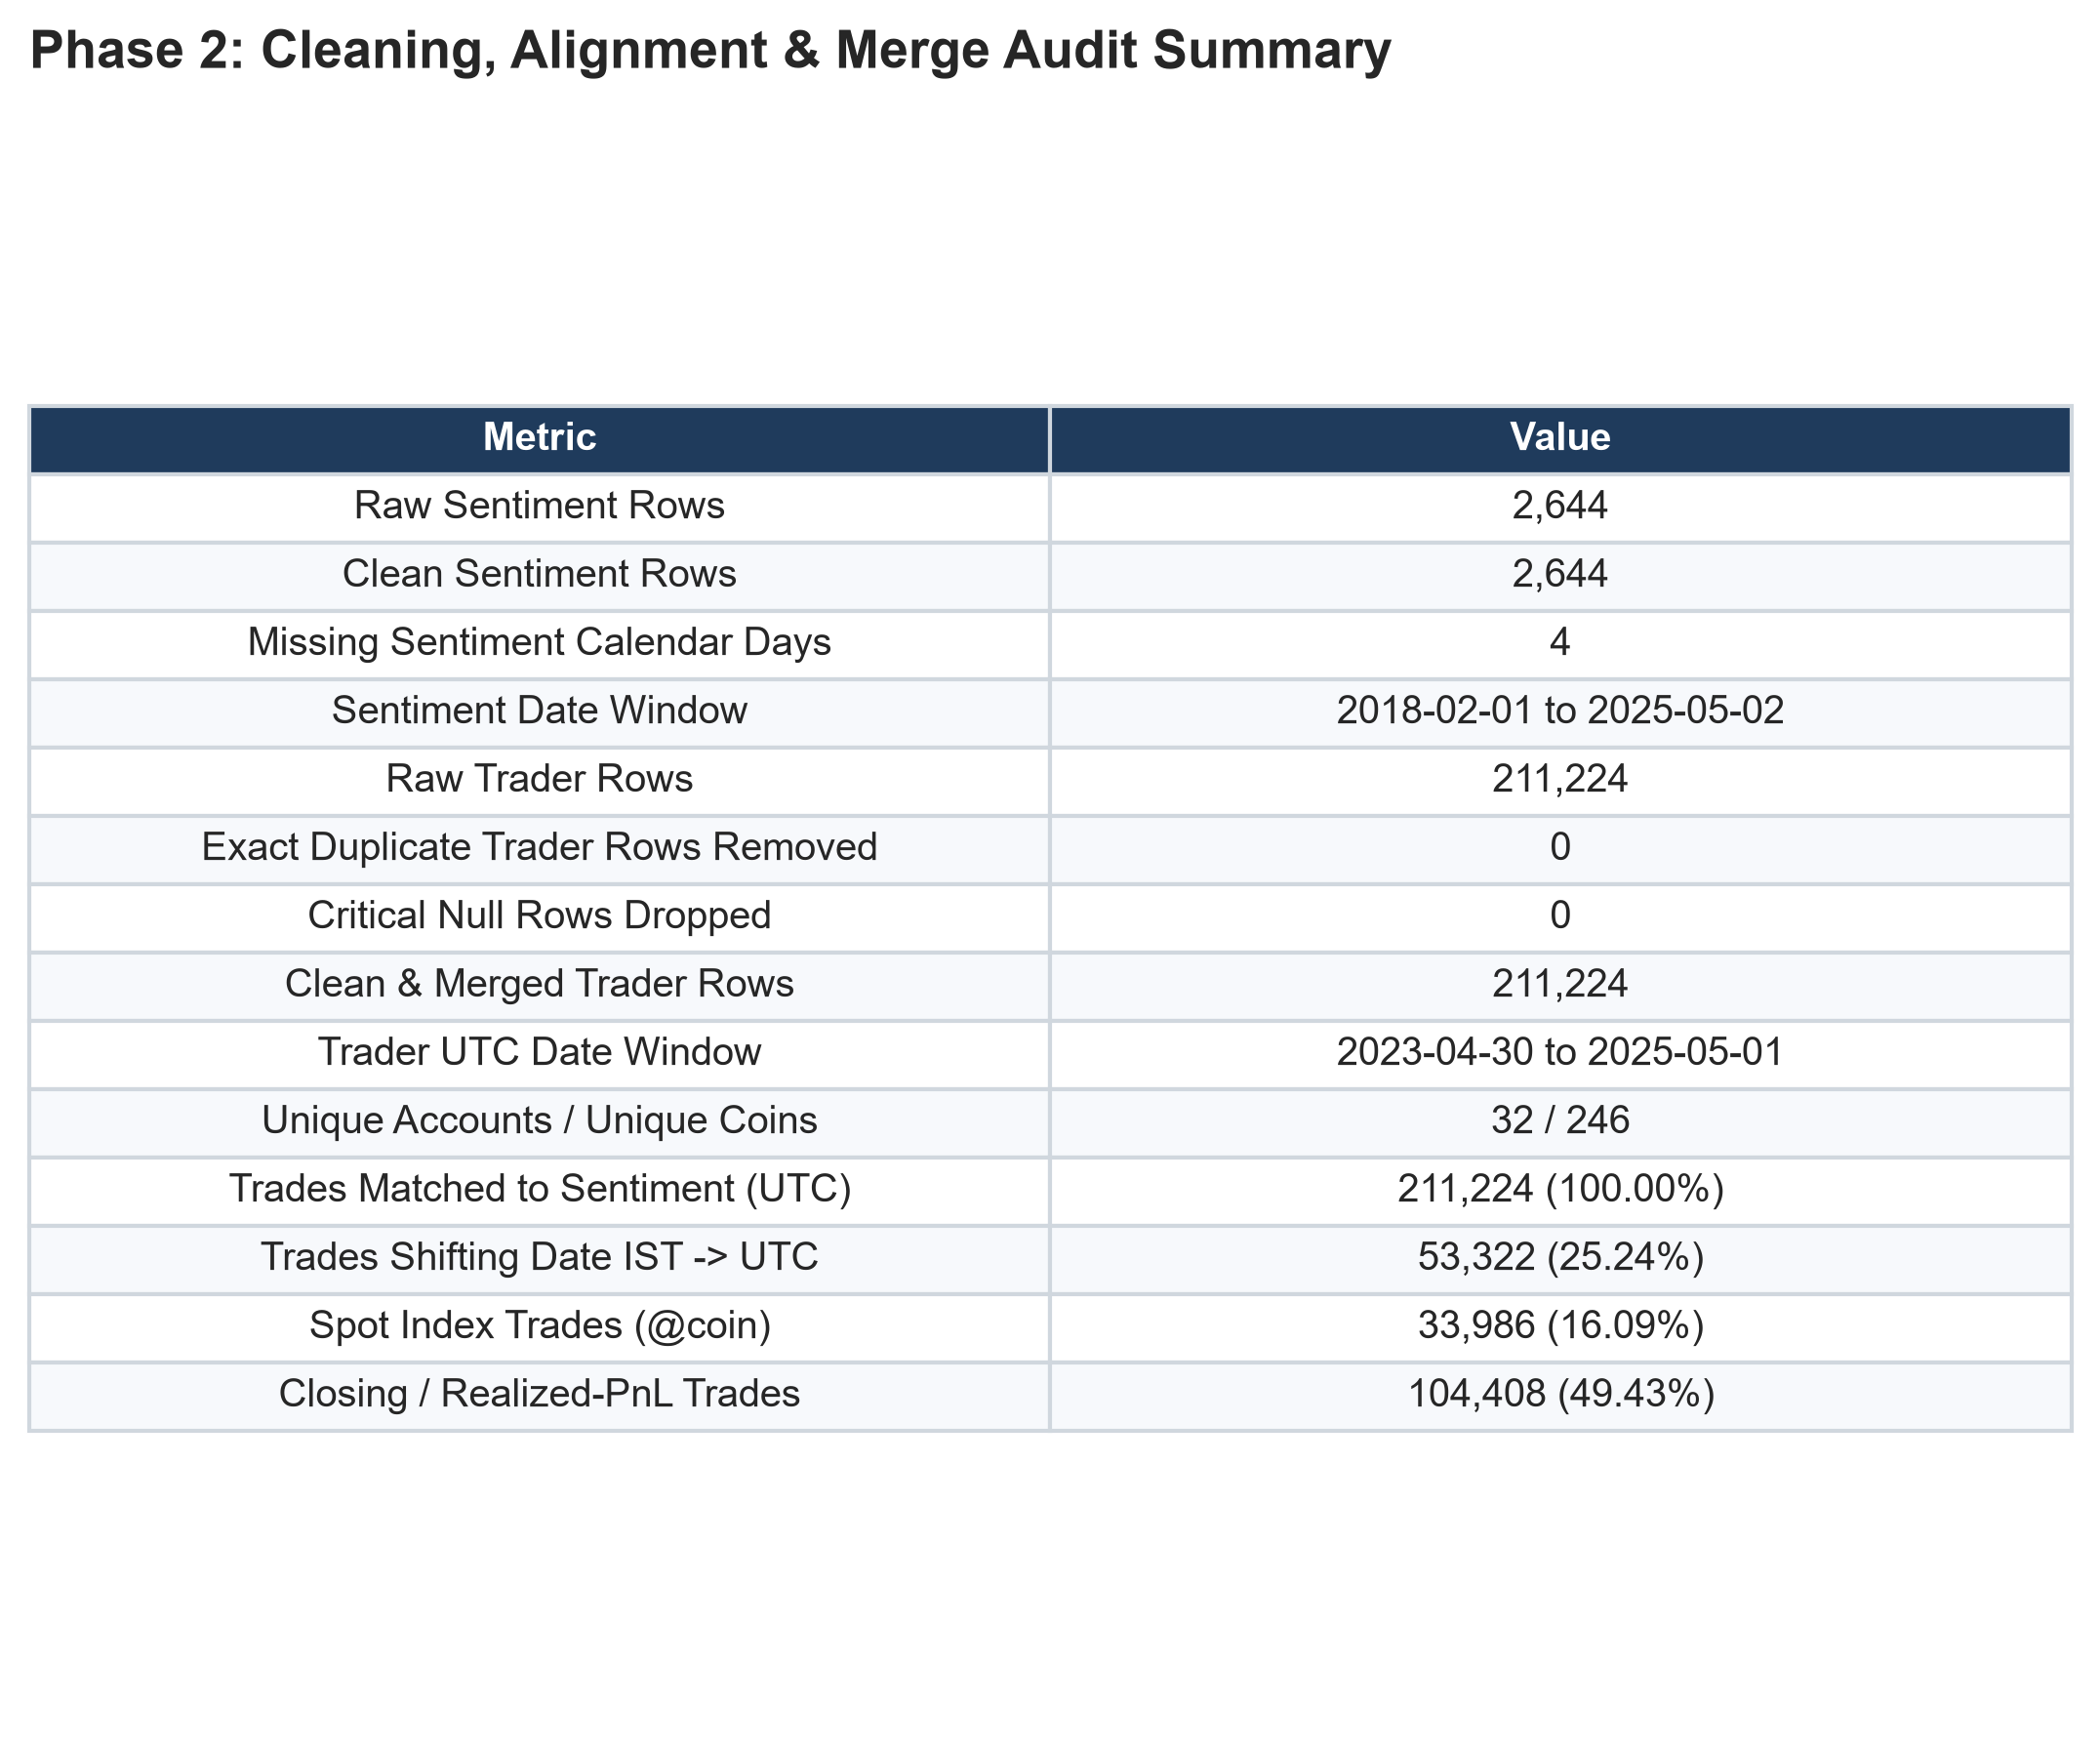 Phase 2: Cleaning, Alignment & Merge Audit Summary
Metric Value
Raw Sentiment Rows 2,644
Clean Sentiment Rows 2,644
Missing Sentiment Calendar Days 4
Sentiment Date Window 2018-02-01 to 2025-05-02
Raw Trader Rows 211,224
Exact Duplicate Trader Rows Removed 0
Critical Null Rows Dropped 0
Clean & Merged Trader Rows 211,224
Trader UTC Date Window 2023-04-30 to 2025-05-01
Unique Accounts / Unique Coins 32 / 246
Trades Matched to Sentiment (UTC) 211,224 (100.00%)
Trades Shifting Date IST -> UTC 53,322 (25.24%)
Spot Index Trades (@coin) 33,986 (16.09%)
Closing / Realized-PnL Trades 104,408 (49.43%)